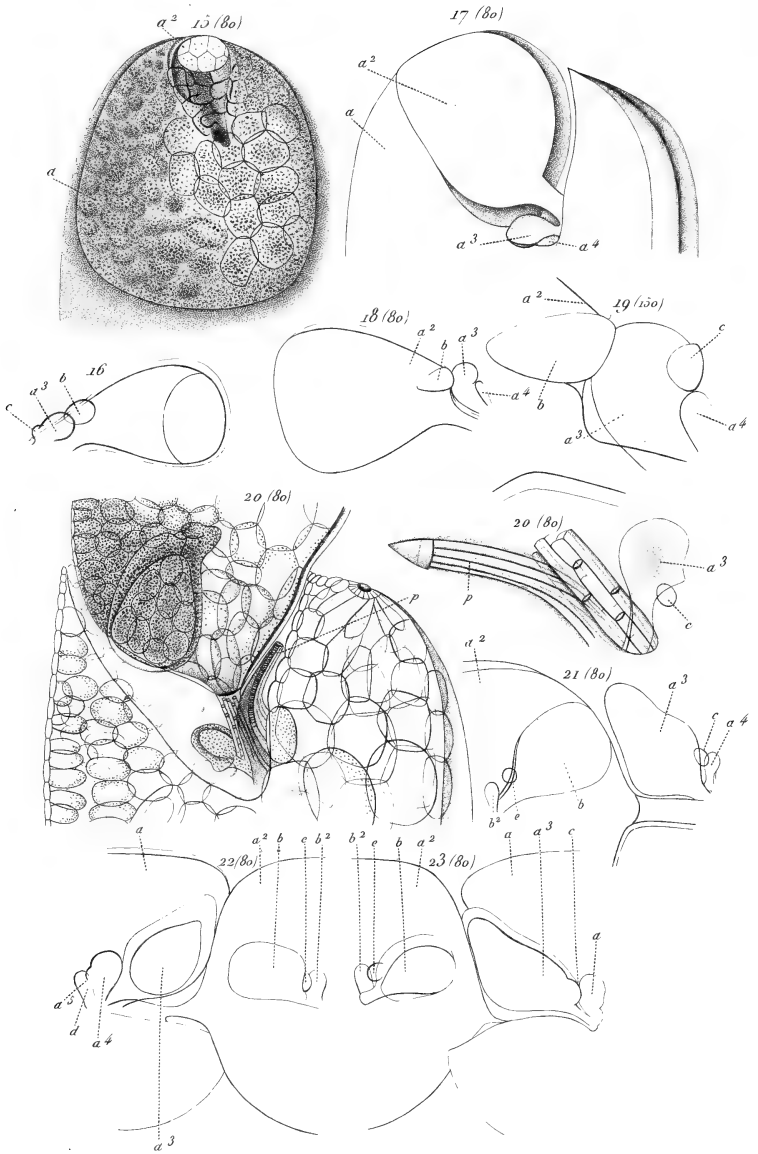 a² 15 (80)
17 (80)
a²
a
a
a³ a⁴
18 (80)
a² b a³
a⁴
a² 19 (150)
c
b
a³
a⁴
16
c a³ b
20 (80)
p
20 (80)
a³
p
c
a²
21 (80)
a³
c a⁴
b² e b
a
22 (80)
a² b e b²
b² e b a²
23 (80)
a a³ c
a
a⁵
d
a⁴
a³